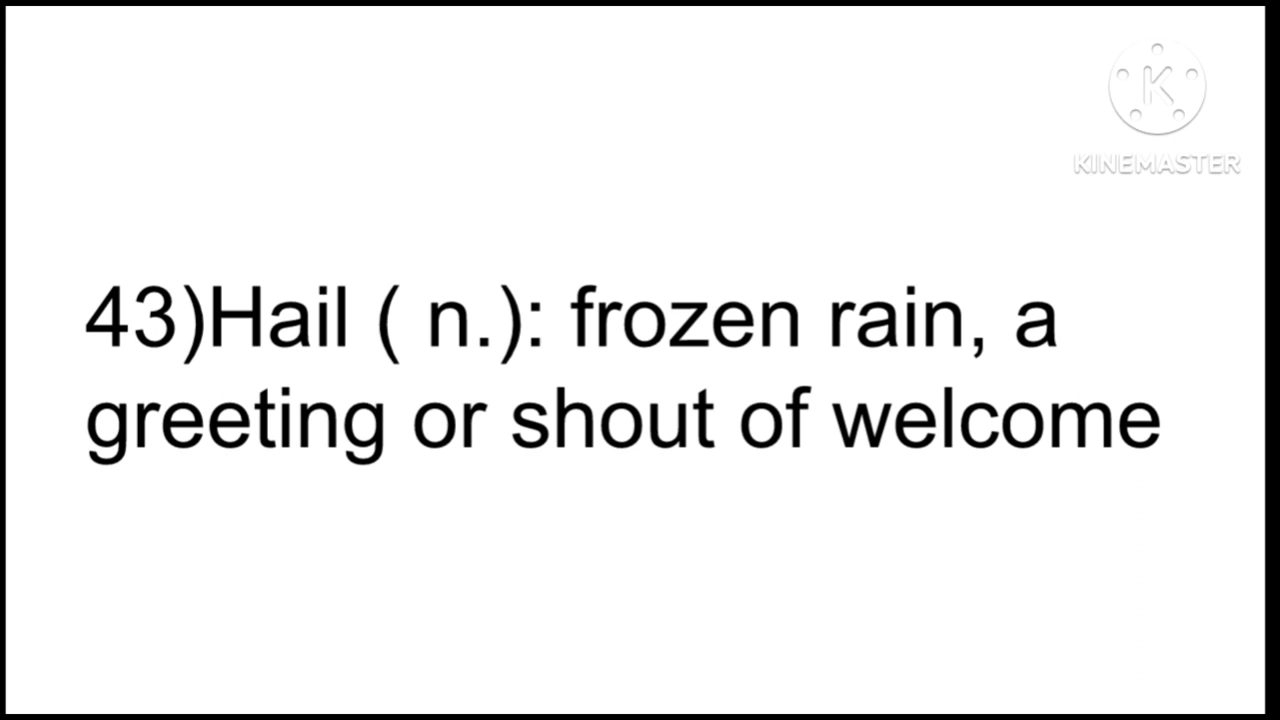 K
KINEMASTER
43)Hail ( n.): frozen rain, a
greeting or shout of welcome